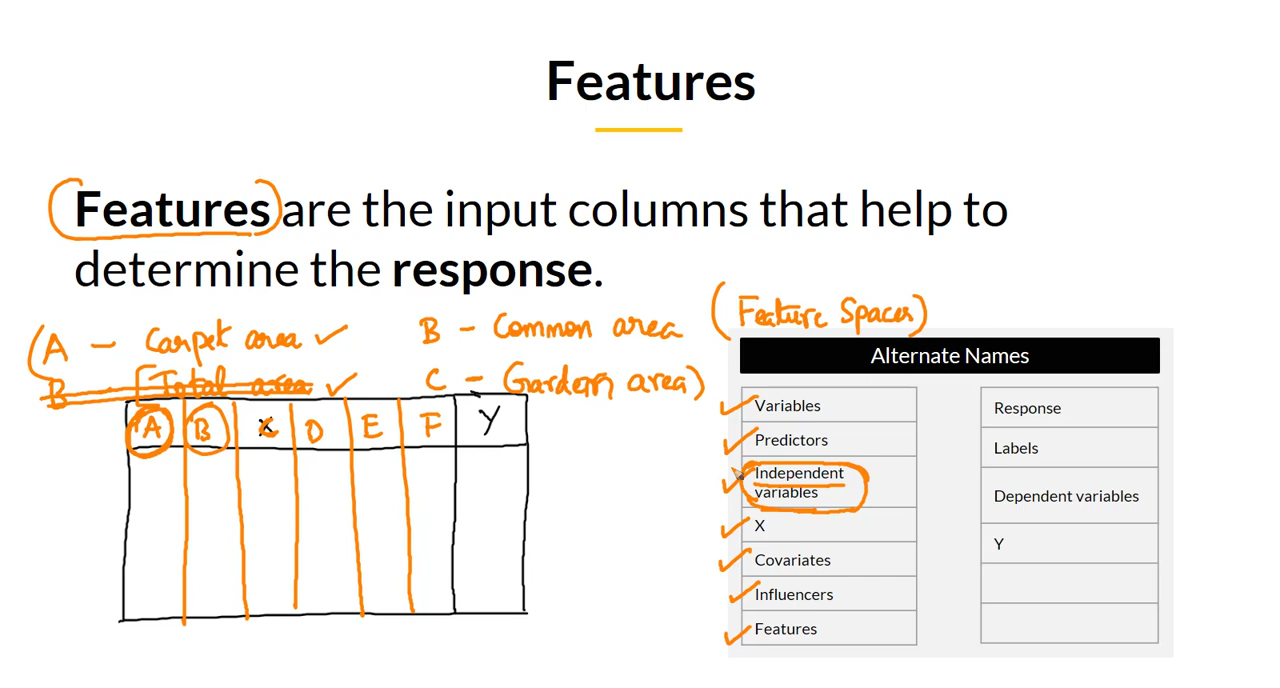 Features
Features are the input columns that help to
determine the response.
(Feature Spaces)
A - Carpet area ✓
B - Common area
B - [Total area ✓
C - Gardern area)
A B C D E F Y
Alternate Names
Variables
Predictors
Independent
variables
X
Covariates
Influencers
Features
Response
Labels
Dependent variables
Y